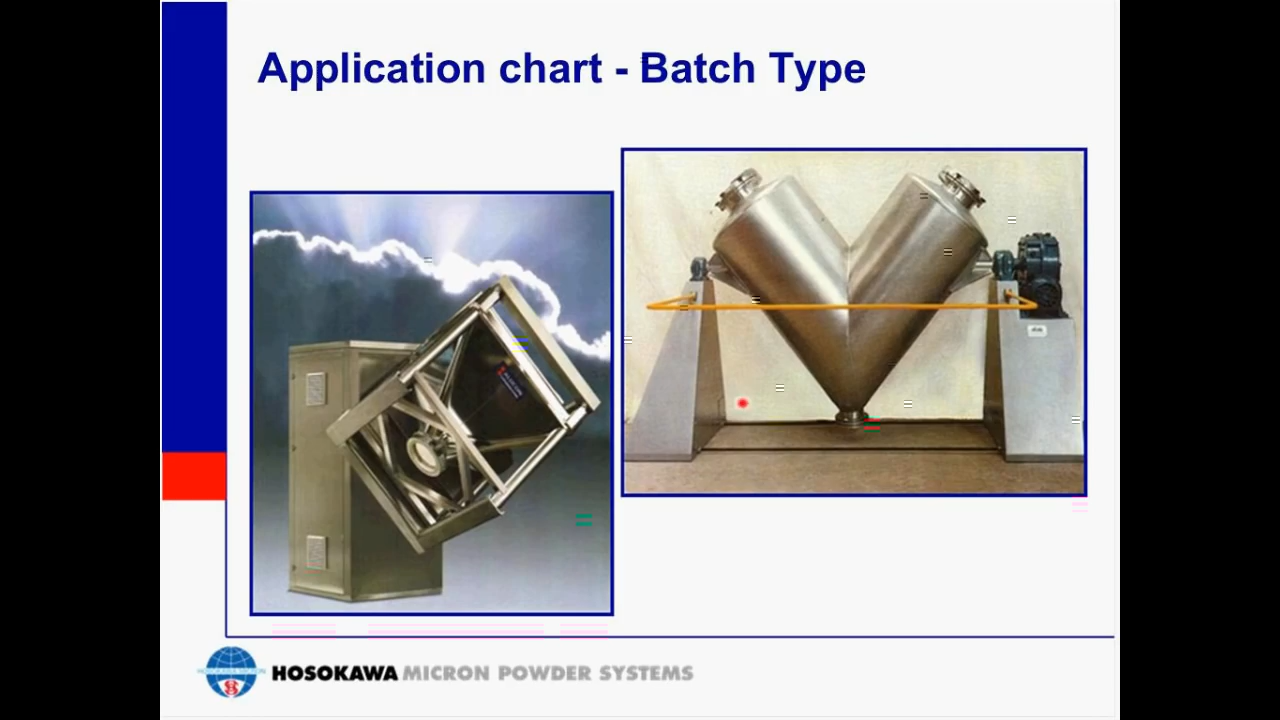 Application chart - Batch Type
HOSOKAWA MICRON POWDER SYSTEMS